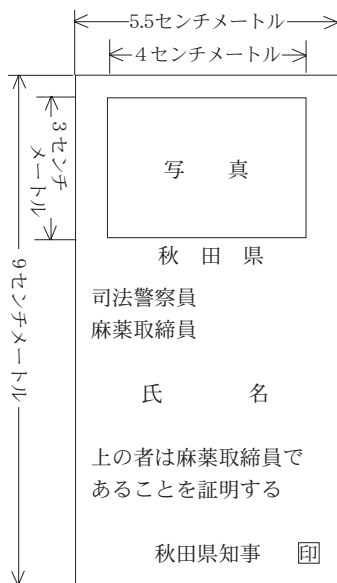 5.5センチメートル
4センチメートル
3センチ
メートル
9センチメートル
写 真
秋 田 県
司法警察員
麻薬取締員
氏 名
上の者は麻薬取締員で
あることを証明する
秋田県知事 印